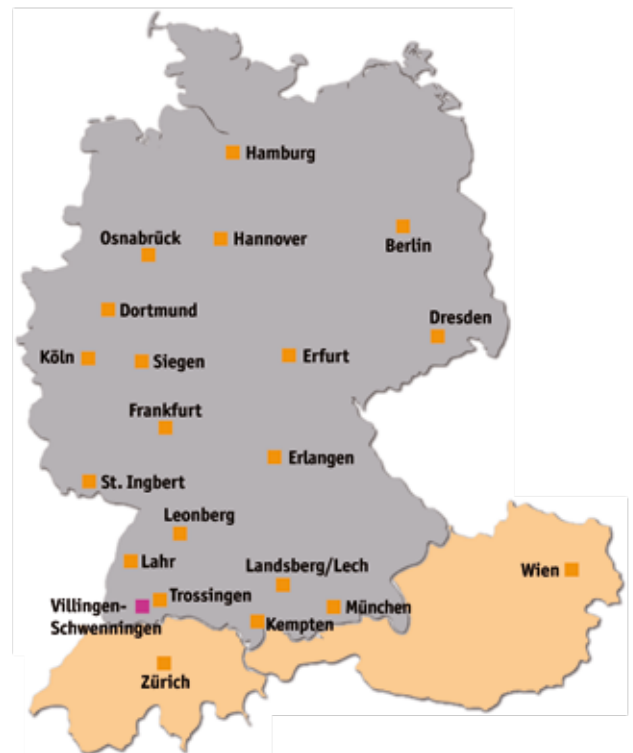 Hamburg
Osnabrück
Hannover
Berlin
Dortmund
Dresden
Köln
Siegen
Erfurt
Frankfurt
Erlangen
St. Ingbert
Leonberg
Lahr
Landsberg/Lech
Wien
Villingen-
Schwenningen
Trossingen
München
Kempten
Zürich